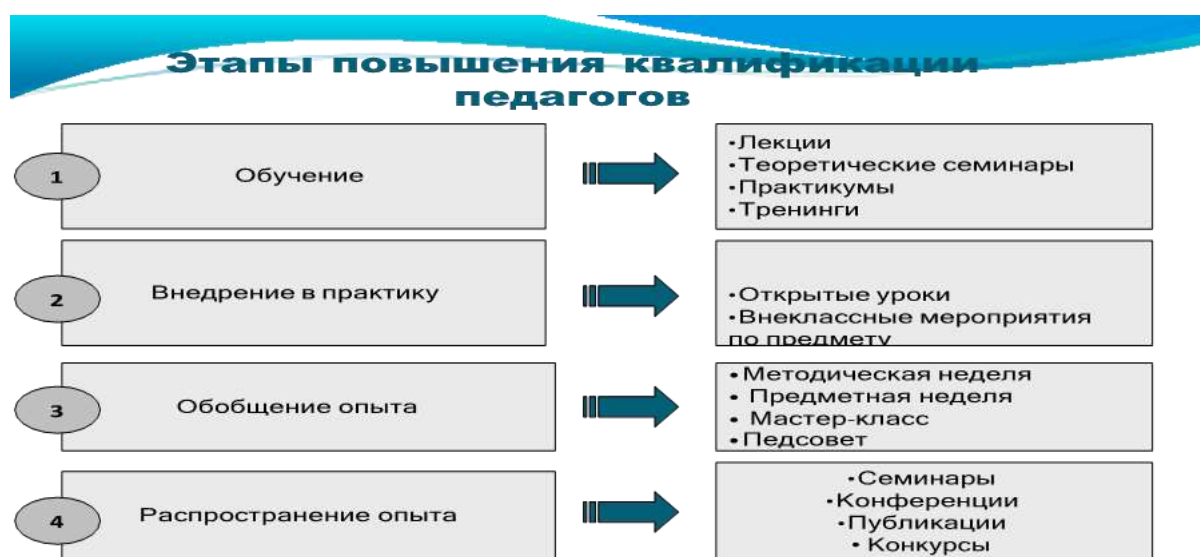 Этапы повышения квалификации
педагогов
1
Обучение
•Лекции
•Теоретические семинары
•Практикумы
•Тренинги
2
Внедрение в практику
•Открытые уроки
•Внеклассные мероприятия
по предмету
3
Обобщение опыта
• Методическая неделя
• Предметная неделя
• Мастер-класс
•Педсовет
4
Распространение опыта
•Семинары
•Конференции
•Публикации
• Конкурсы